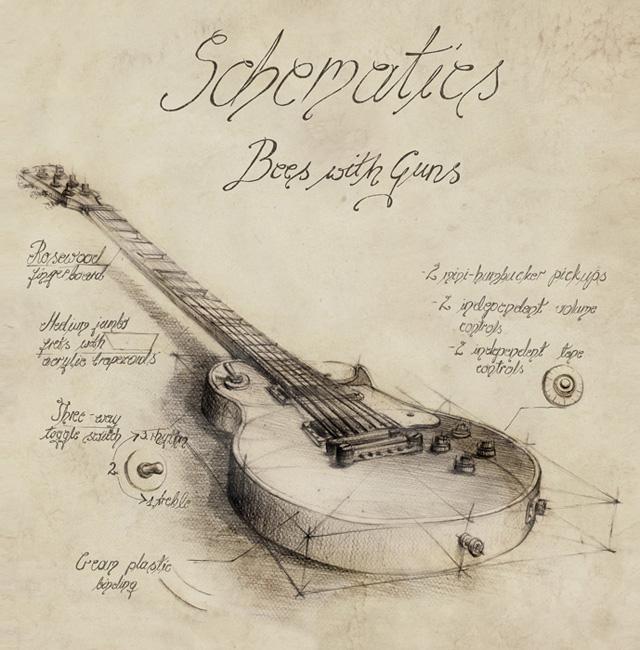 Schematics
Bees with Guns
Rosewood
fingerboard
-2 mini-humbucker pickups
-2 independent volume
controls
-2 independent tone
controls
Medium jumbo
frets with
acrylic trapezoids
Three-way
toggle switch
→3. rhythm
2.
→1. treble
Cream plastic
binding